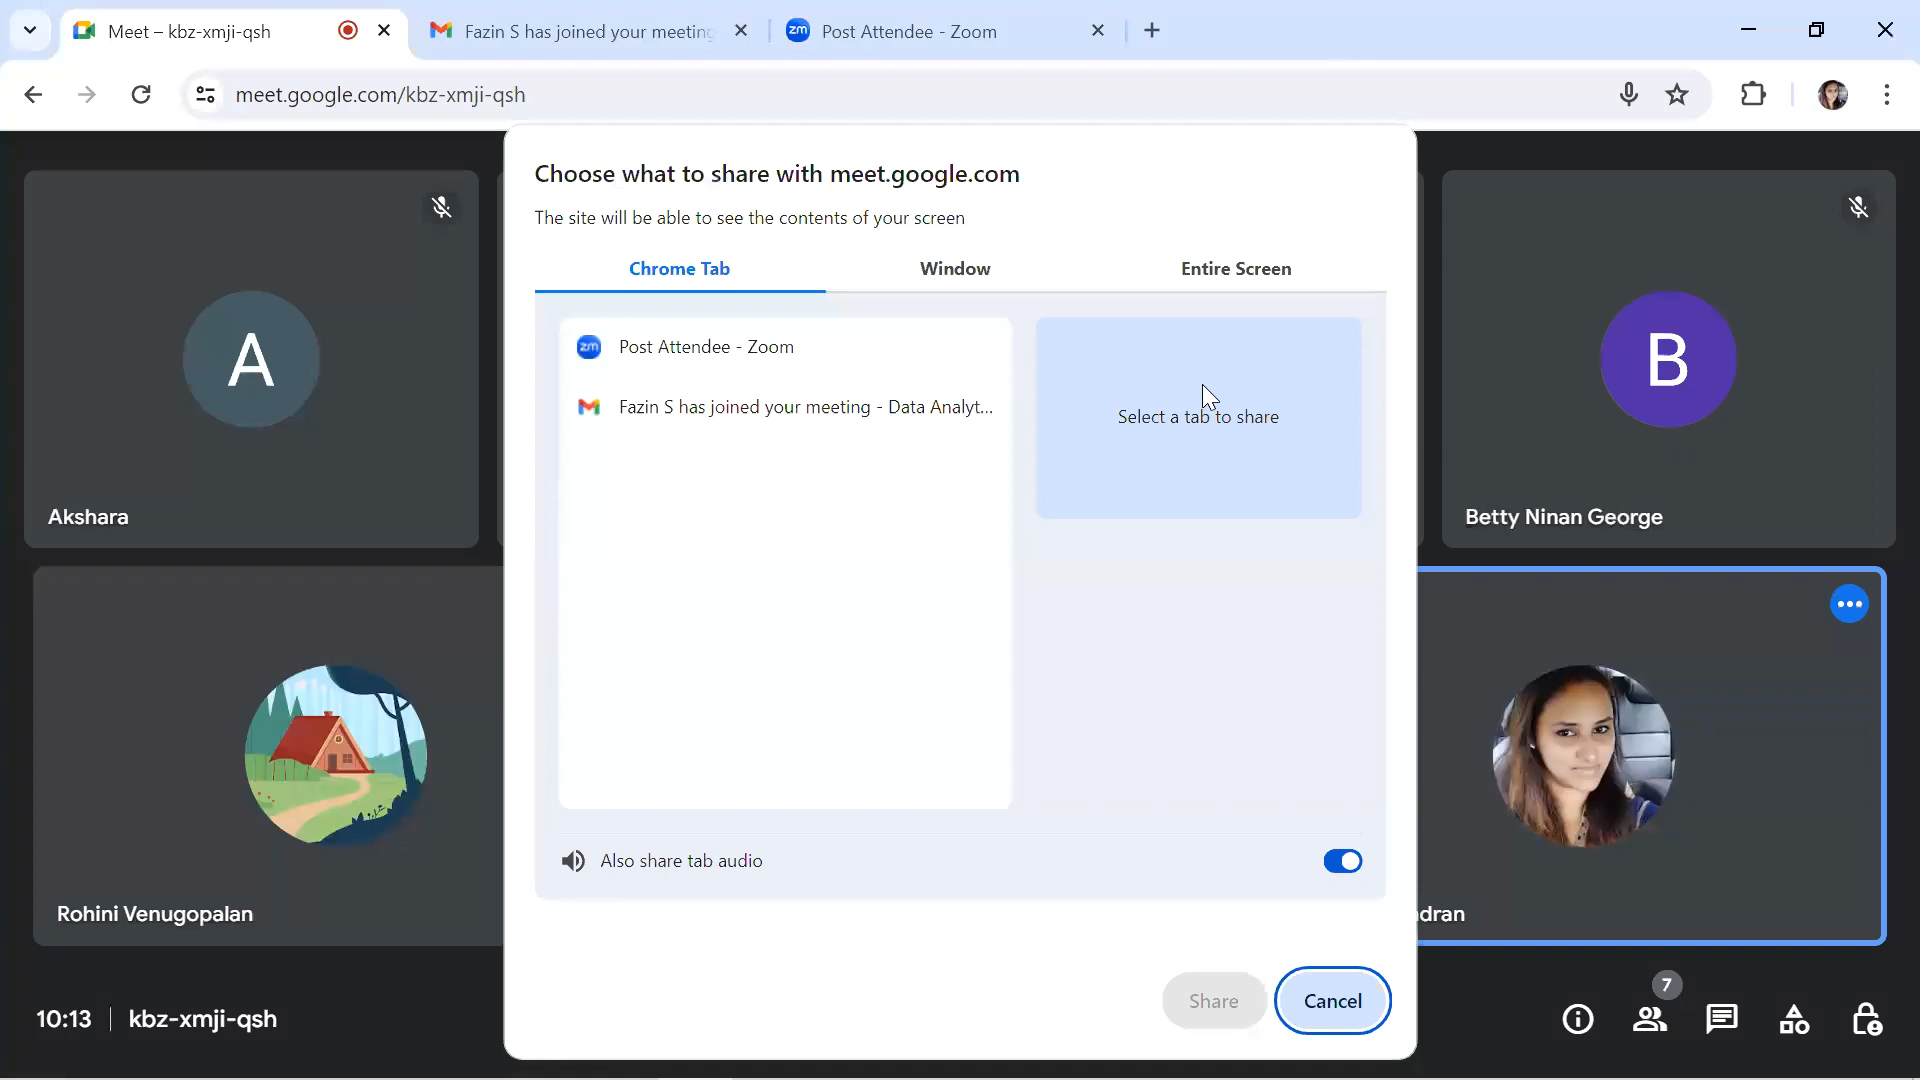 Meet – kbz-xmji-qsh
Fazin S has joined your meeting
zm
Post Attendee - Zoom
meet.google.com/kbz-xmji-qsh
Choose what to share with meet.google.com
The site will be able to see the contents of your screen
Chrome Tab
Window
Entire Screen
zm
Post Attendee - Zoom
Fazin S has joined your meeting - Data Analyt...
Select a tab to share
Also share tab audio
Share
Cancel
A
Akshara
B
Betty Ninan George
Rohini Venugopalan
ndran
10:13
kbz-xmji-qsh
7